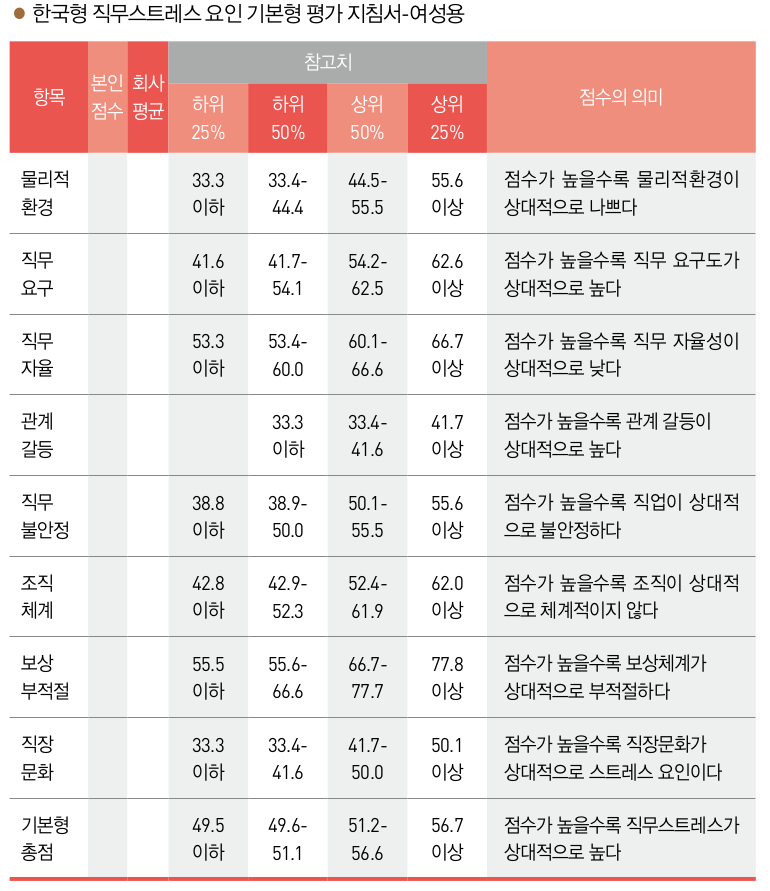 ● 한국형 직무스트레스 요인 기본형 평가 지침서-여성용
항목 본인 점수 회사 평균 참고치 점수의 의미
하위 25% 하위 50% 상위 50% 상위 25%
물리적 환경 33.3 이하 33.4-44.4 44.5-55.5 55.6 이상 점수가 높을수록 물리적환경이
상대적으로 나쁘다
직무 요구 41.6 이하 41.7-54.1 54.2-62.5 62.6 이상 점수가 높을수록 직무 요구도가
상대적으로 높다
직무 자율 53.3 이하 53.4-60.0 60.1-66.6 66.7 이상 점수가 높을수록 직무 자율성이
상대적으로 낮다
관계 갈등 33.3 이하 33.4-41.6 41.7 이상 점수가 높을수록 관계 갈등이
상대적으로 높다
직무 불안정 38.8 이하 38.9-50.0 50.1-55.5 55.6 이상 점수가 높을수록 직업이 상대적
으로 불안정하다
조직 체계 42.8 이하 42.9-52.3 52.4-61.9 62.0 이상 점수가 높을수록 조직이 상대적
으로 체계적이지 않다
보상 부적절 55.5 이하 55.6-66.6 66.7-77.7 77.8 이상 점수가 높을수록 보상체계가
상대적으로 부적절하다
직장 문화 33.3 이하 33.4-41.6 41.7-50.0 50.1 이상 점수가 높을수록 직장문화가
상대적으로 스트레스 요인이다
기본형 총점 49.5 이하 49.6-51.1 51.2-56.6 56.7 이상 점수가 높을수록 직무스트레스가
상대적으로 높다